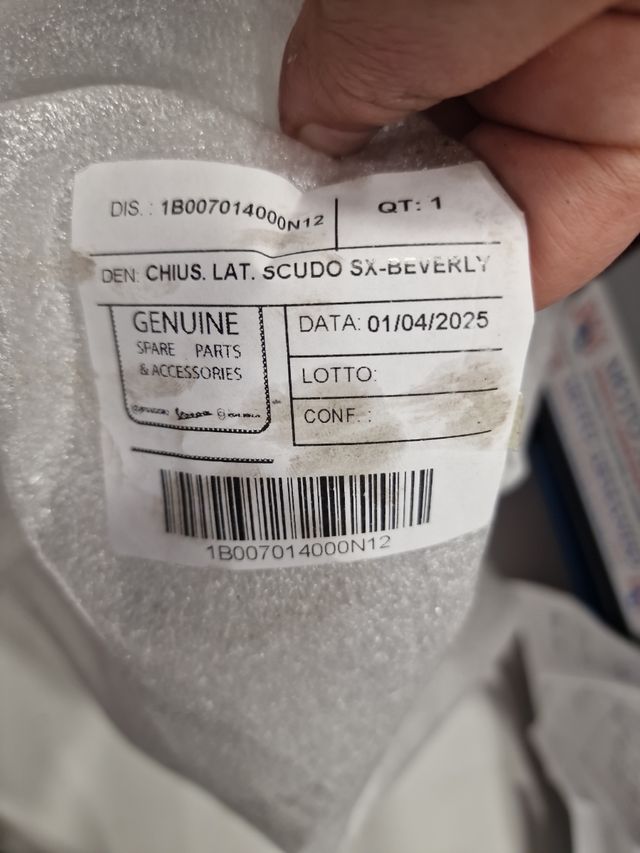 DIS. : 1B007014000N12
QT: 1
DEN: CHIUS. LAT. SCUDO SX-BEVERLY
GENUINE
SPARE PARTS
& ACCESSORIES
DATA: 01/04/2025
LOTTO:
CONF. :
1B007014000N12